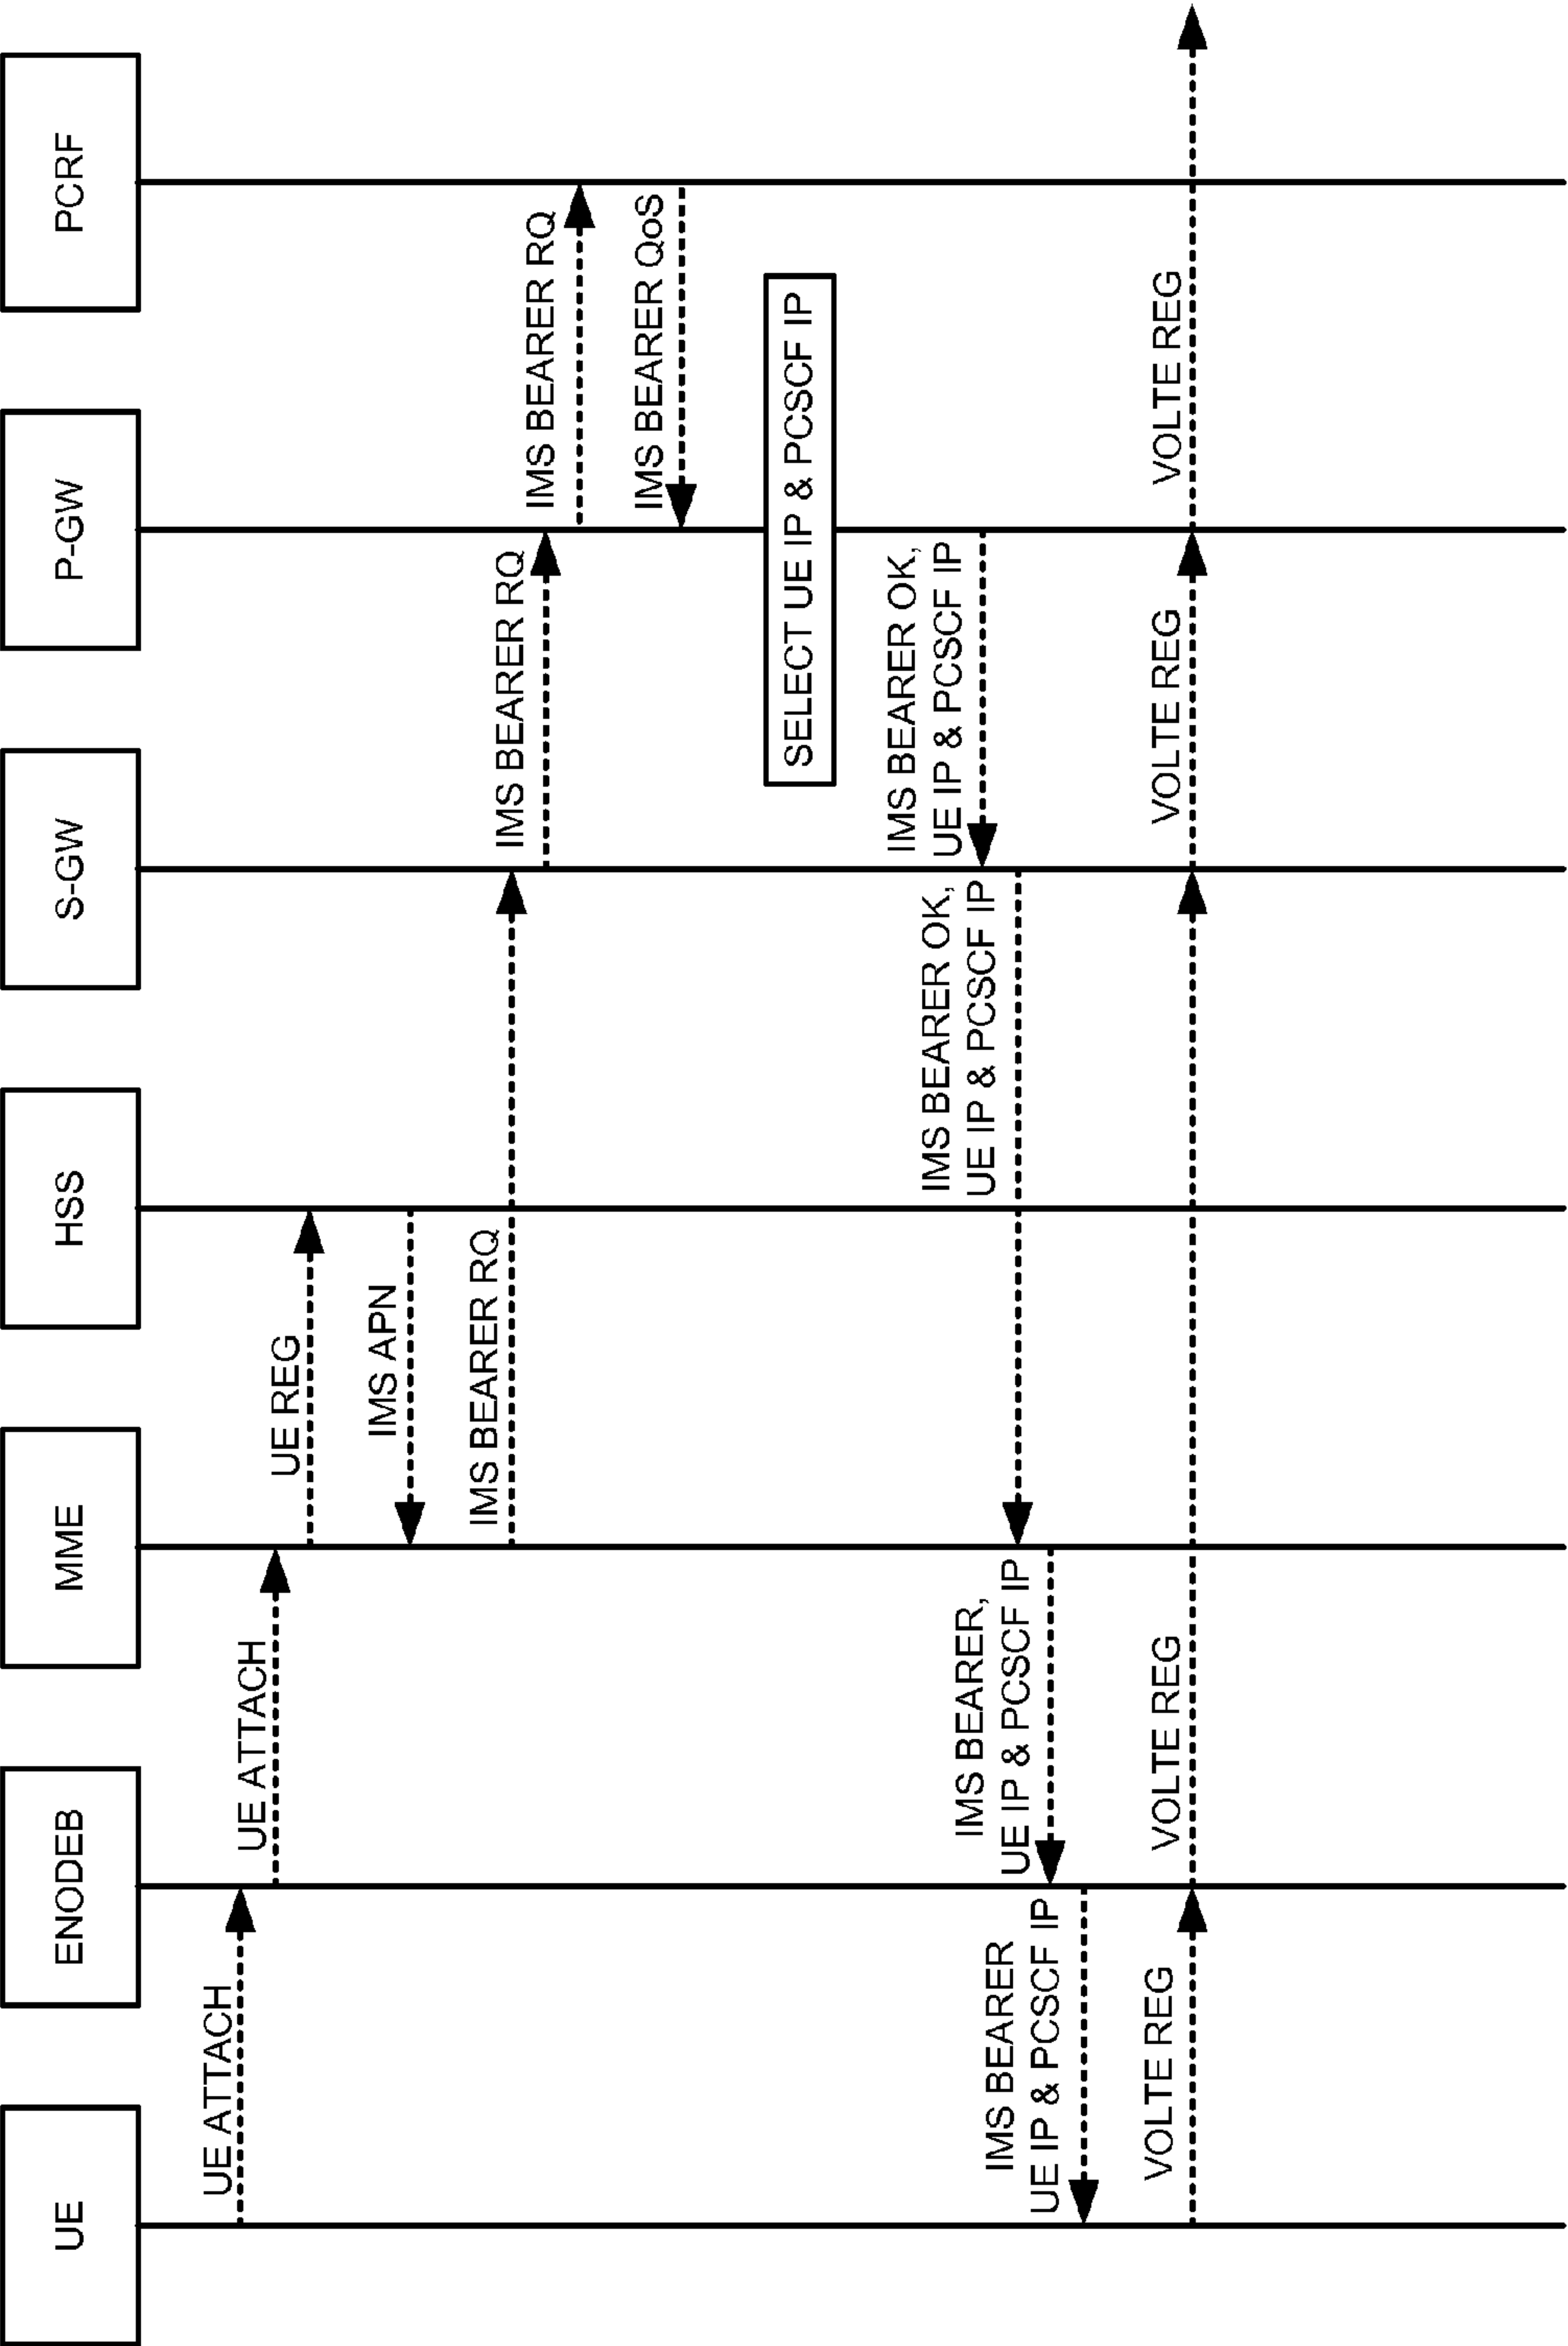 UE
ENODEB
MME
HSS
S-GW
P-GW
PCRF
UE ATTACH
UE ATTACH
UE REG
IMS APN
IMS BEARER RQ
IMS BEARER RQ
IMS BEARER RQ
IMS BEARER QoS
SELECT UE IP & PCSCF IP
IMS BEARER OK,
UE IP & PCSCF IP
IMS BEARER OK,
UE IP & PCSCF IP
IMS BEARER,
UE IP & PCSCF IP
IMS BEARER
UE IP & PCSCF IP
VOLTE REG
VOLTE REG
VOLTE REG
VOLTE REG